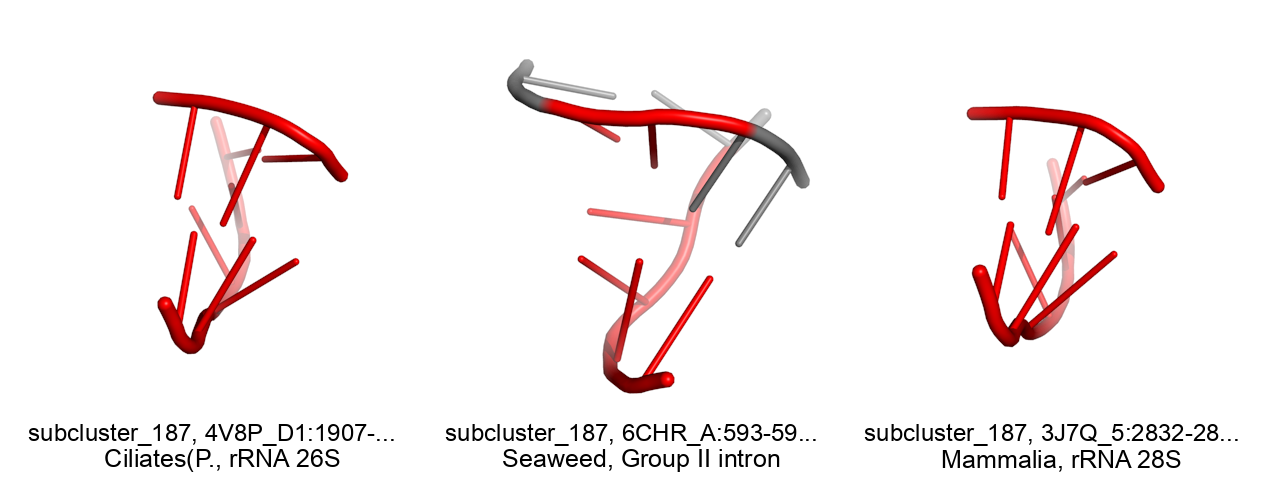 subcluster_187, 4V8P_D1:1907-...
Ciliates(P., rRNA 26S
subcluster_187, 6CHR_A:593-59...
Seaweed, Group II intron
subcluster_187, 3J7Q_5:2832-28...
Mammalia, rRNA 28S